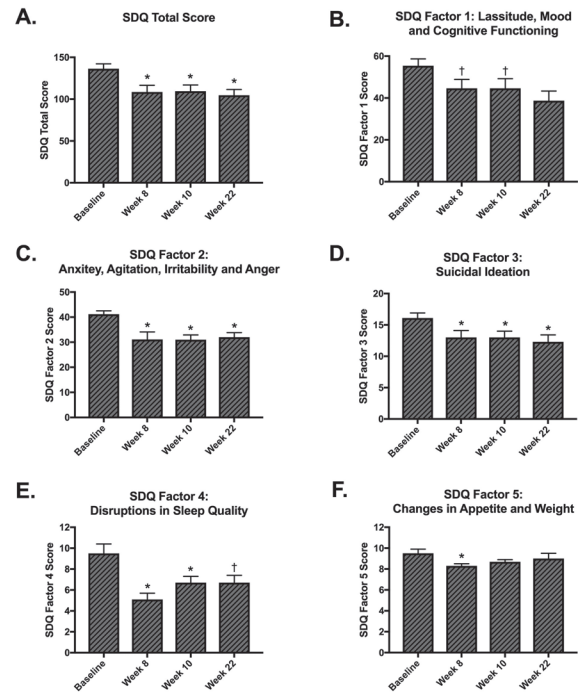 A.
SDQ Total Score
SDQ Total Score
150
100
50
0
*
*
*
Baseline
Week 8
Week 10
Week 22
B.
SDQ Factor 1: Lassitude, Mood
and Cognitive Functioning
SDQ Factor 1 Score
60
40
20
0
†
†
Baseline
Week 8
Week 10
Week 22
C.
SDQ Factor 2:
Anxitey, Agitation, Irritability and Anger
SDQ Factor 2 Score
50
40
30
20
10
0
*
*
*
Baseline
Week 8
Week 10
Week 22
D.
SDQ Factor 3:
Suicidal Ideation
SDQ Factor 3 Score
20
15
10
5
0
*
*
*
Baseline
Week 8
Week 10
Week 22
E.
SDQ Factor 4:
Disruptions in Sleep Quality
SDQ Factor 4 Score
12
10
8
6
4
2
0
*
*
†
Baseline
Week 8
Week 10
Week 22
F.
SDQ Factor 5:
Changes in Appetite and Weight
SDQ Factor 5 Score
12
10
8
6
4
2
0
*
Baseline
Week 8
Week 10
Week 22